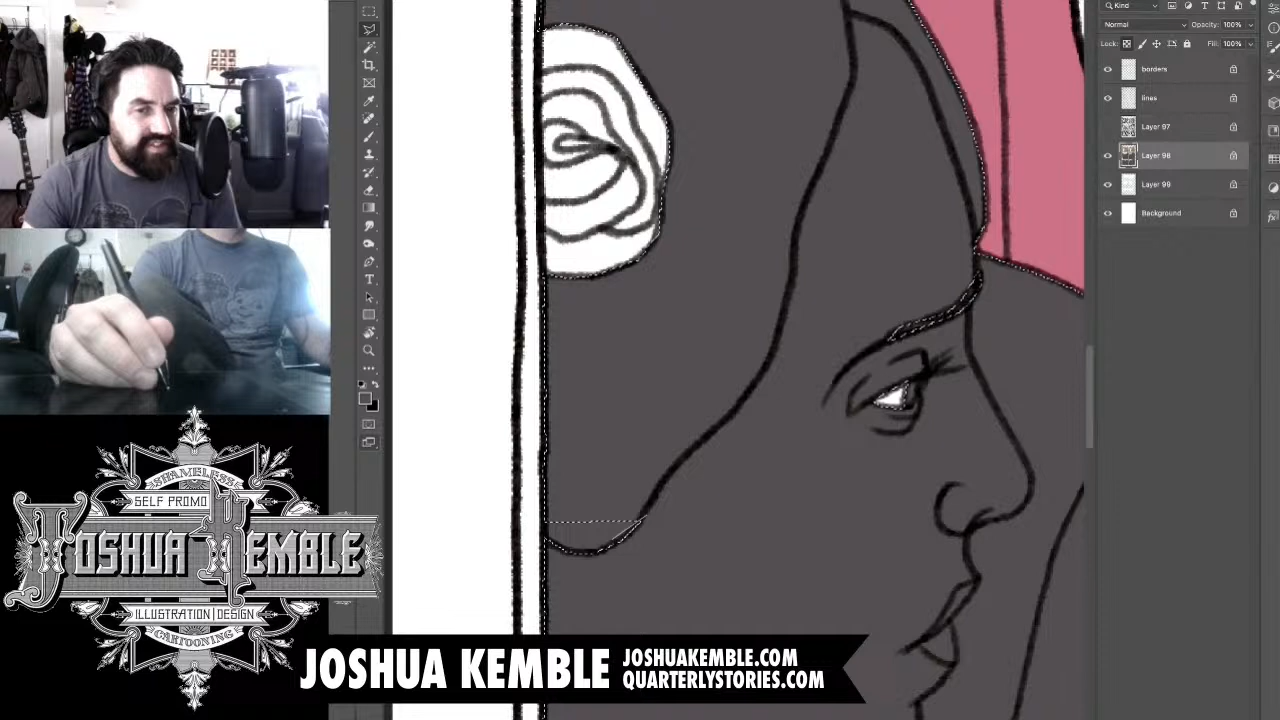 Kind
Normal
Opacity: 100%
Lock:
Fill: 100%
borders
lines
Layer 97
Layer 98
Layer 99
Background
SHAMELESS
SELF PROMO
JOSHUA KEMBLE
ILLUSTRATION|DESIGN
CARTOONING
JOSHUA KEMBLE
JOSHUAKEMBLE.COM
QUARTERLYSTORIES.COM